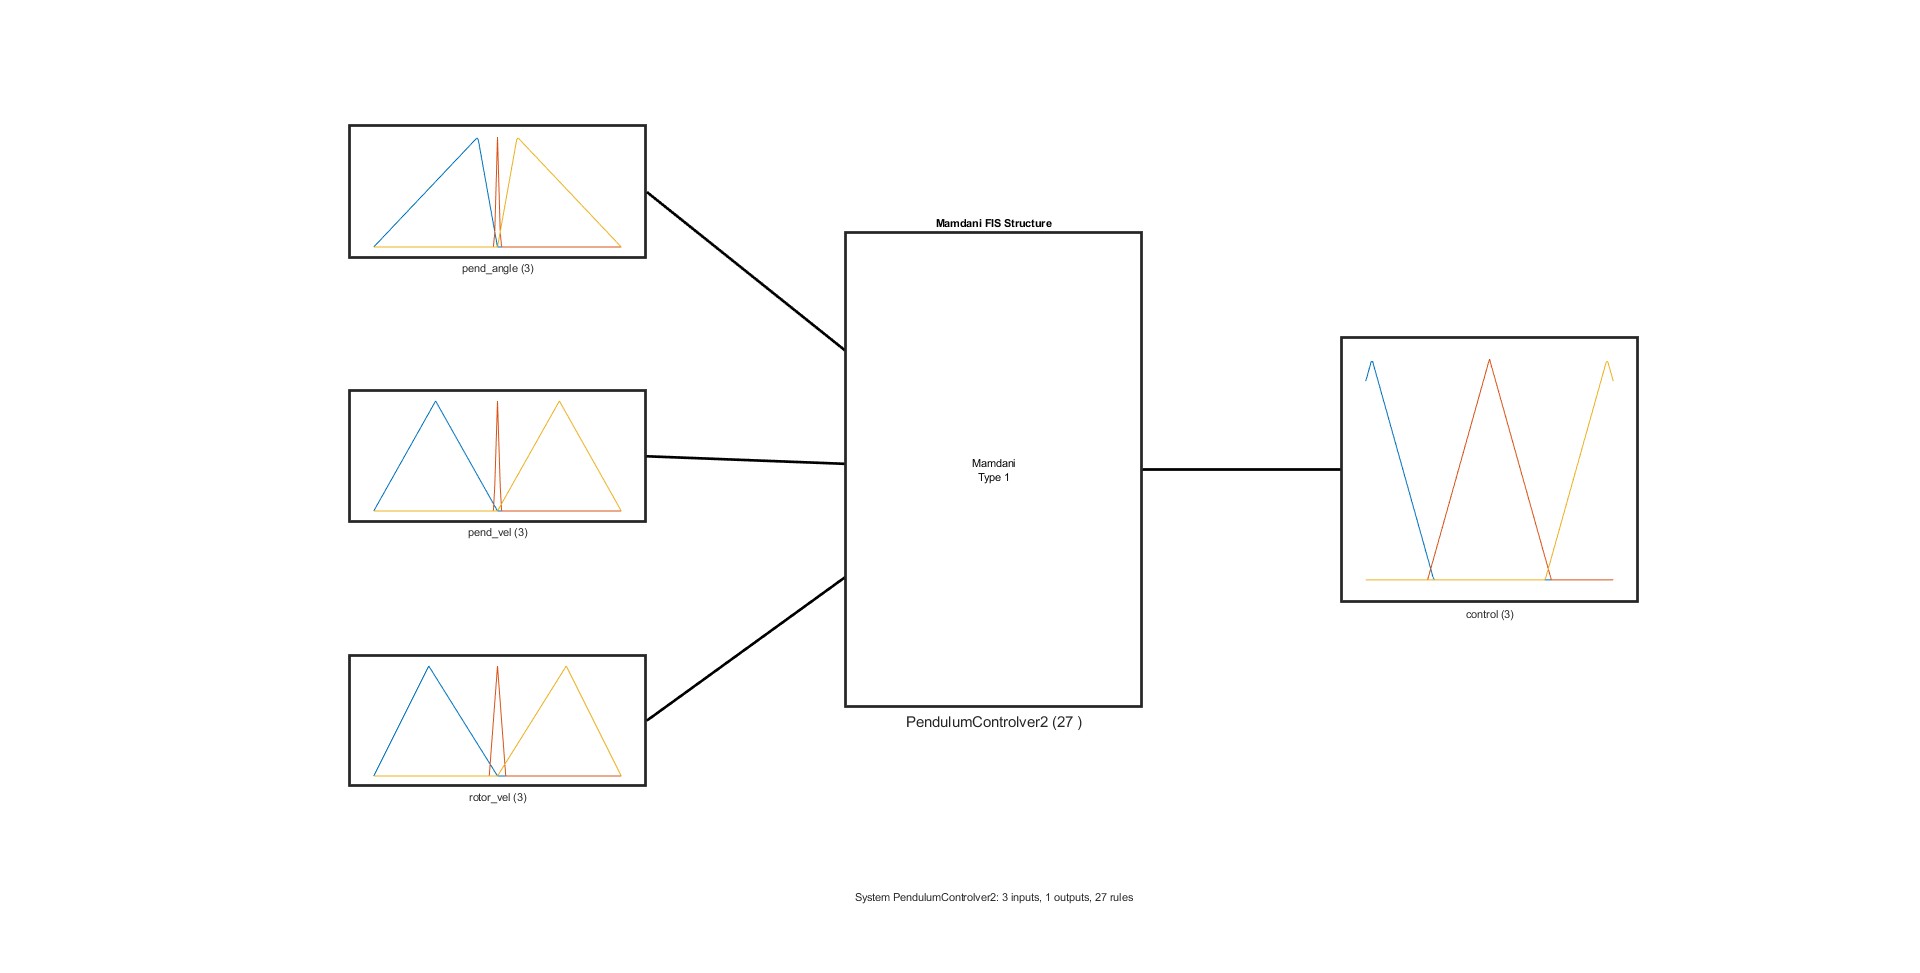 pend_angle (3)
Mamdani FIS Structure
pend_vel (3)
Mamdani
Type 1
control (3)
PendulumControlver2 (27 )
rotor_vel (3)
System PendulumControlver2: 3 inputs, 1 outputs, 27 rules